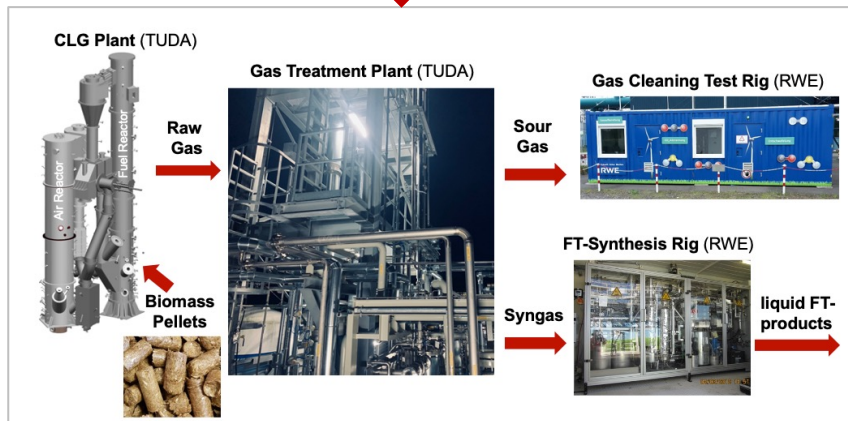 CLG Plant (TUDA)
Air Reactor
Fuel Reactor
Biomass
Pellets
Raw
Gas
Gas Treatment Plant (TUDA)
Sour
Gas
Gas Cleaning Test Rig (RWE)
RWE
Syngas
FT-Synthesis Rig (RWE)
liquid FT-
products